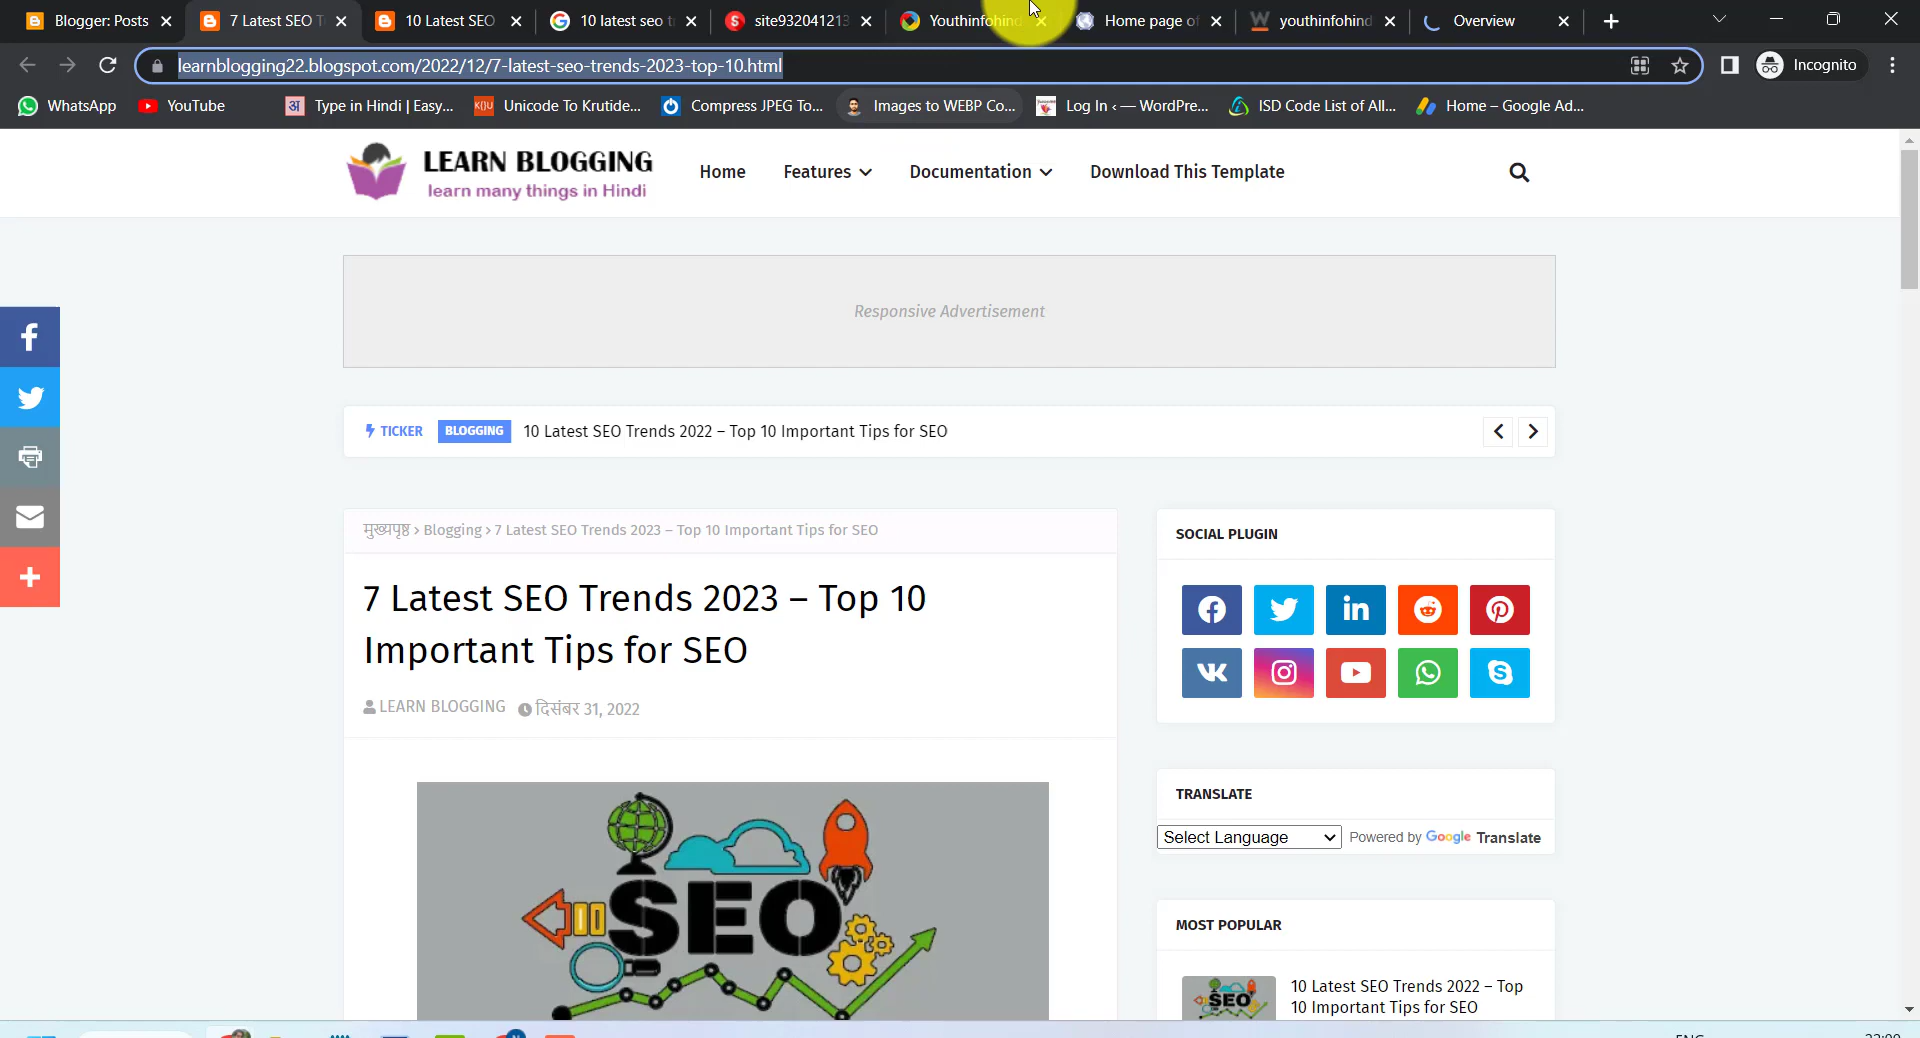 Blogger: Posts
7 Latest SEO T
10 Latest SEO
10 latest seo t
site932041213
Youthinfohind
Home page of
youthinfohind
Overview
learnblogging22.blogspot.com/2022/12/7-latest-seo-trends-2023-top-10.html
Incognito
WhatsApp
YouTube
अ Type in Hindi | Easy...
Unicode To Krutide...
Compress JPEG To...
Images to WEBP Co...
Log In ‹ — WordPre...
ISD Code List of All...
Home – Google Ad...
LEARN BLOGGING
learn many things in Hindi
Home
Features
Documentation
Download This Template
Responsive Advertisement
TICKER
BLOGGING
10 Latest SEO Trends 2022 – Top 10 Important Tips for SEO
मुख्यपृष्ठ › Blogging › 7 Latest SEO Trends 2023 – Top 10 Important Tips for SEO
7 Latest SEO Trends 2023 – Top 10
Important Tips for SEO
LEARN BLOGGING
दिसंबर 31, 2022
SEO
SOCIAL PLUGIN
TRANSLATE
Select Language
Powered by Google Translate
MOST POPULAR
SEO
10 Latest SEO Trends 2022 – Top
10 Important Tips for SEO